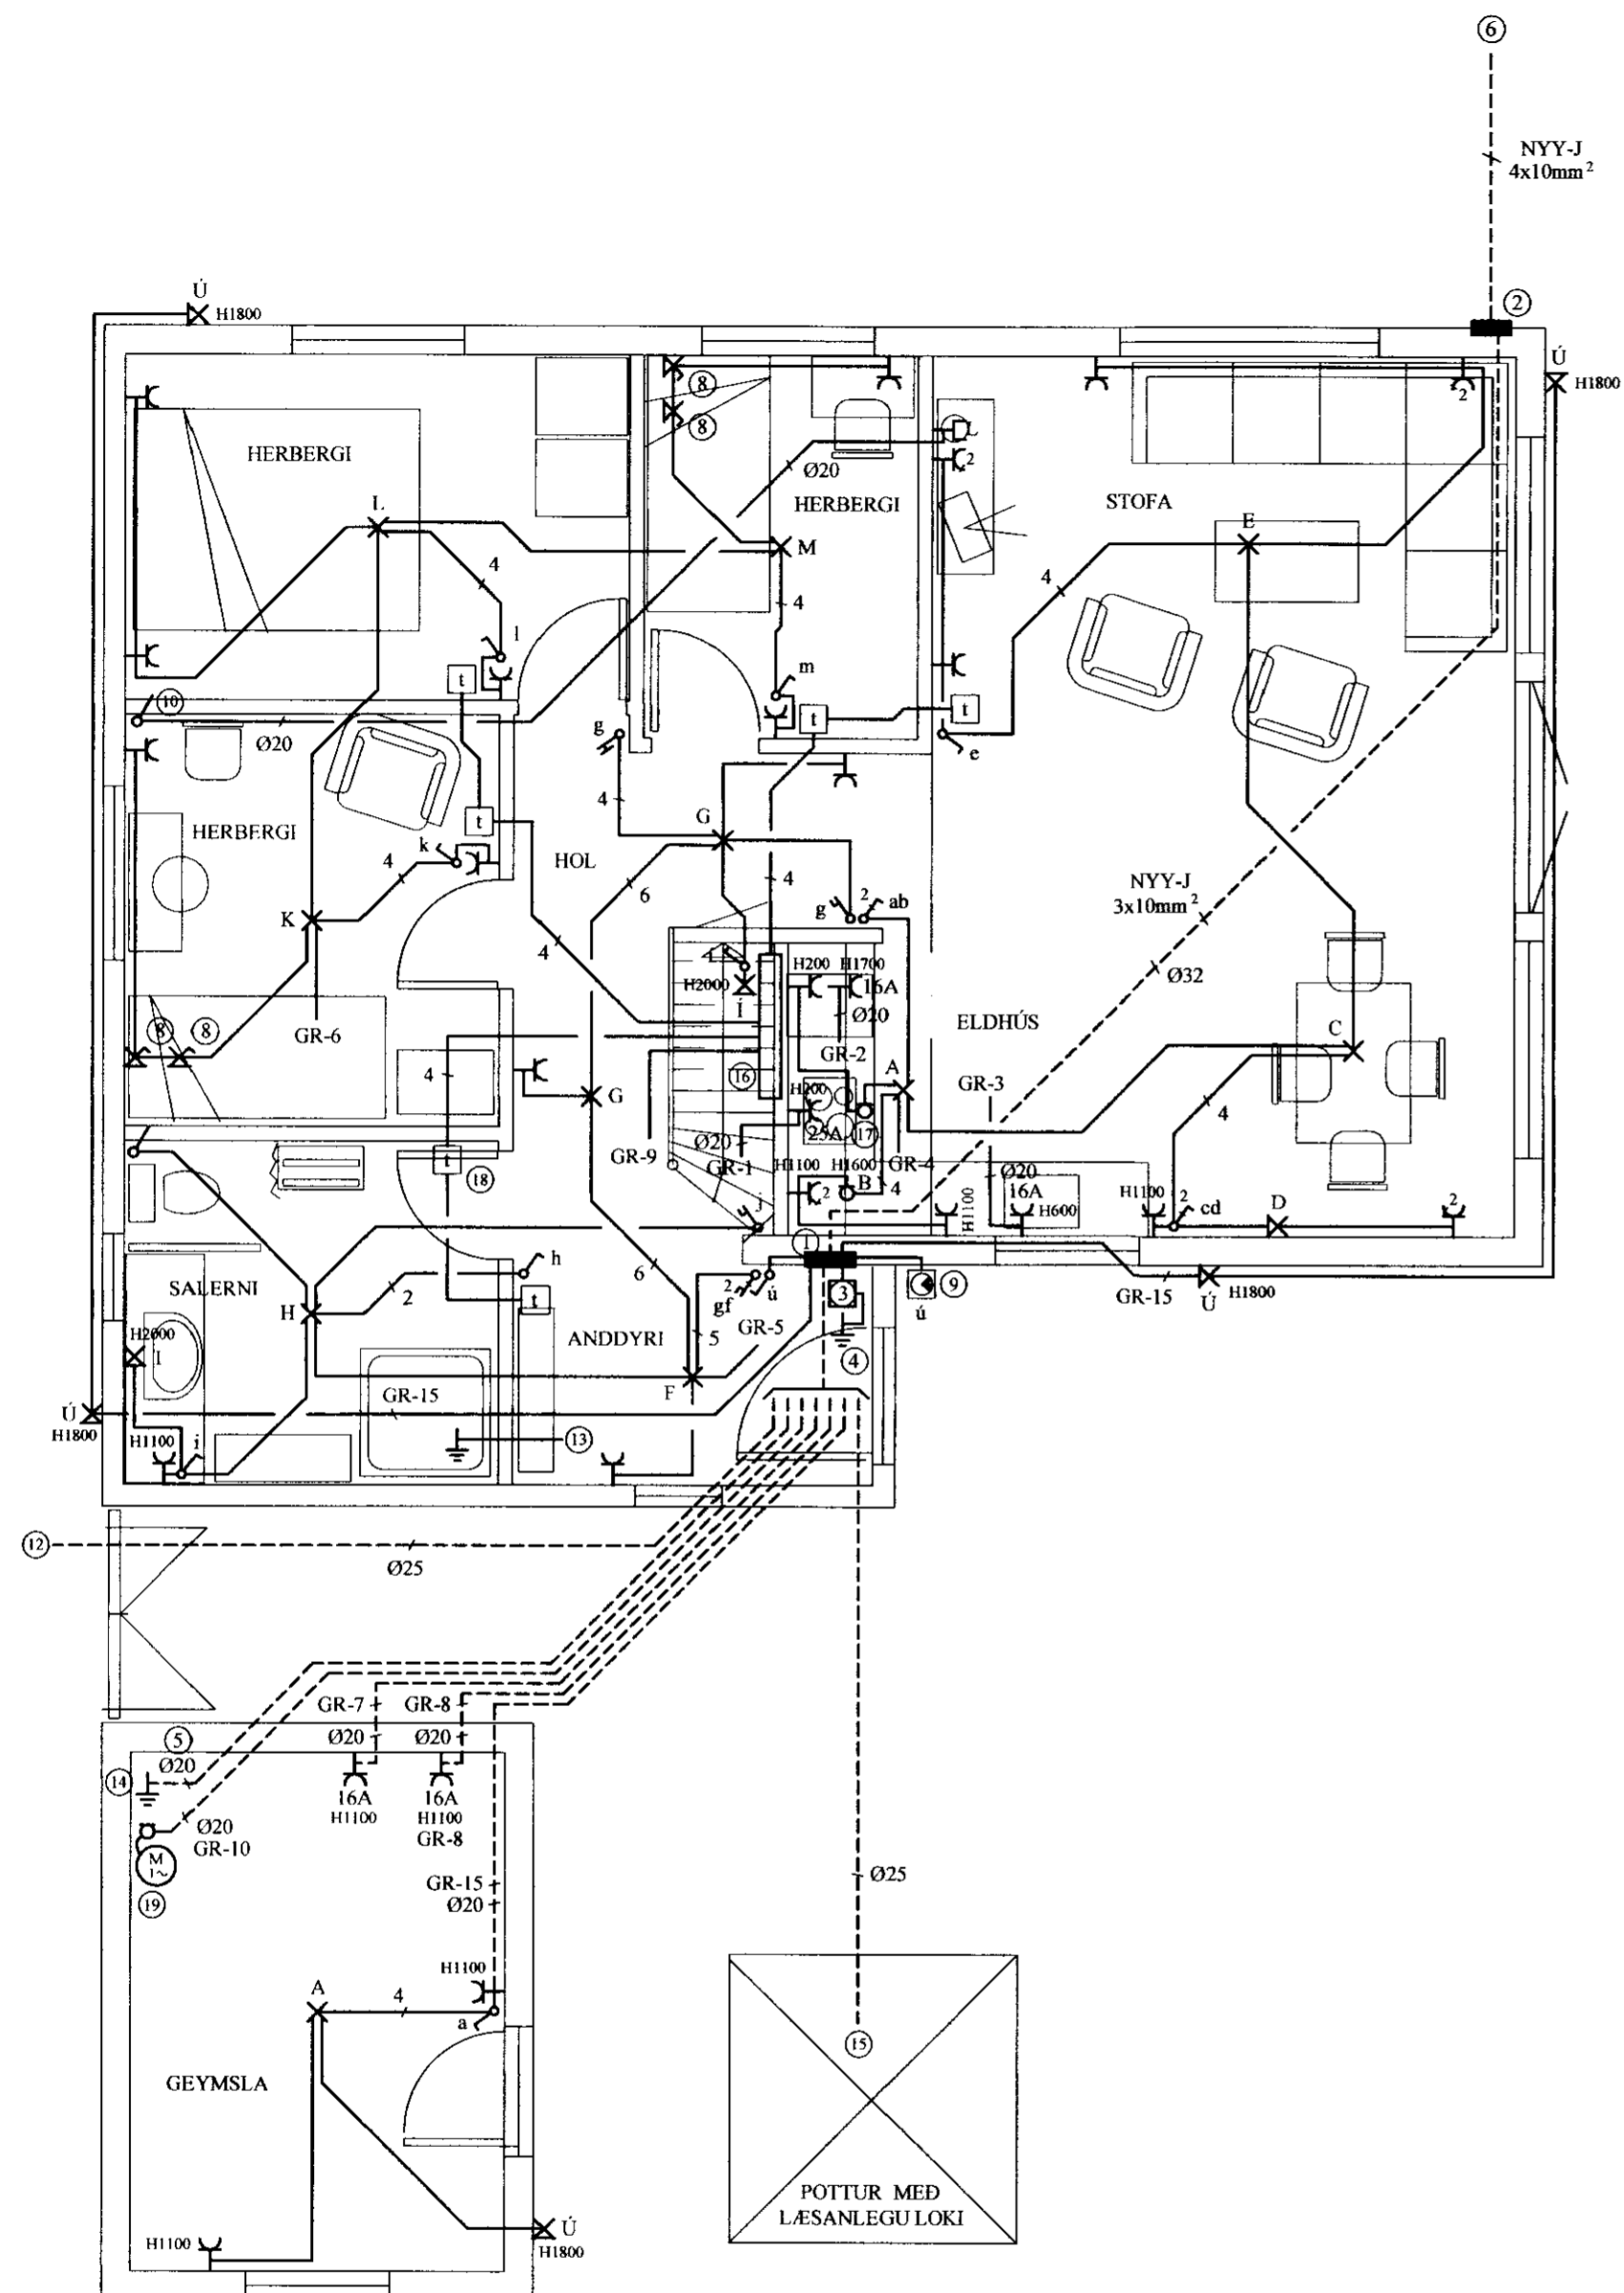 6
NYY-J
4x10mm²
2
Ú
H1800
Ú
H1800
8
8
2
L
2
Ø20
HERBERGI
HERBERGI
STOFA
L
E
M
4
4
4
l
m
t
10
Ø20
t
t
g
e
4
HERBERGI
t
k
G
HOL
4
6
4
NYY-J
3x10mm²
g
2
ab
K
4
Ø32
H200
H1700
H2000
16A
Í
Ø20
ELDHÚS
8
8
GR-6
C
GR-2
4
16
A
GR-3
H200
G
4
25A
17
Ø20
GR-9
GR-1
GR-4
t
18
H1100
H1600
Ø20
2
B
4
16A
H1100
H600
H1100
2
cd
D
2
j
1
h
SALERNI
2
6
2
gf
ú
3
9
ú
GR-15
Ú
H1800
t
H
ANDDYRI
GR-5
5
H2000
I
4
F
GR-15
Ú
H1800
H1100
i
13
12
Ø25
GR-7
GR-8
5
Ø20
Ø20
Ø20
14
16A
H1100
16A
H1100
GR-8
Ø20
GR-10
M
1~
19
GR-15
Ø20
Ø25
H1100
A
4
a
15
GEYMSLA
POTTUR MEÐ
LÆSANLEGU LOKI
H1100
Ú
H1800